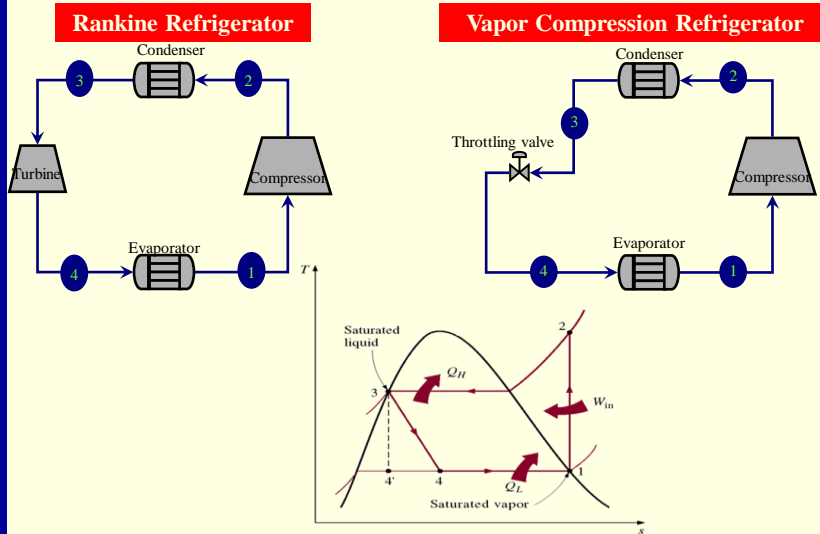 Rankine Refrigerator
Condenser
3
2
Turbine
Compressor
Evaporator
4
1
Vapor Compression Refrigerator
Condenser
2
3
Throttling valve
Compressor
Evaporator
4
1
T
Saturated
liquid
2
Q_H
3
W_in
4'
4
Q_L
1
Saturated vapor
s